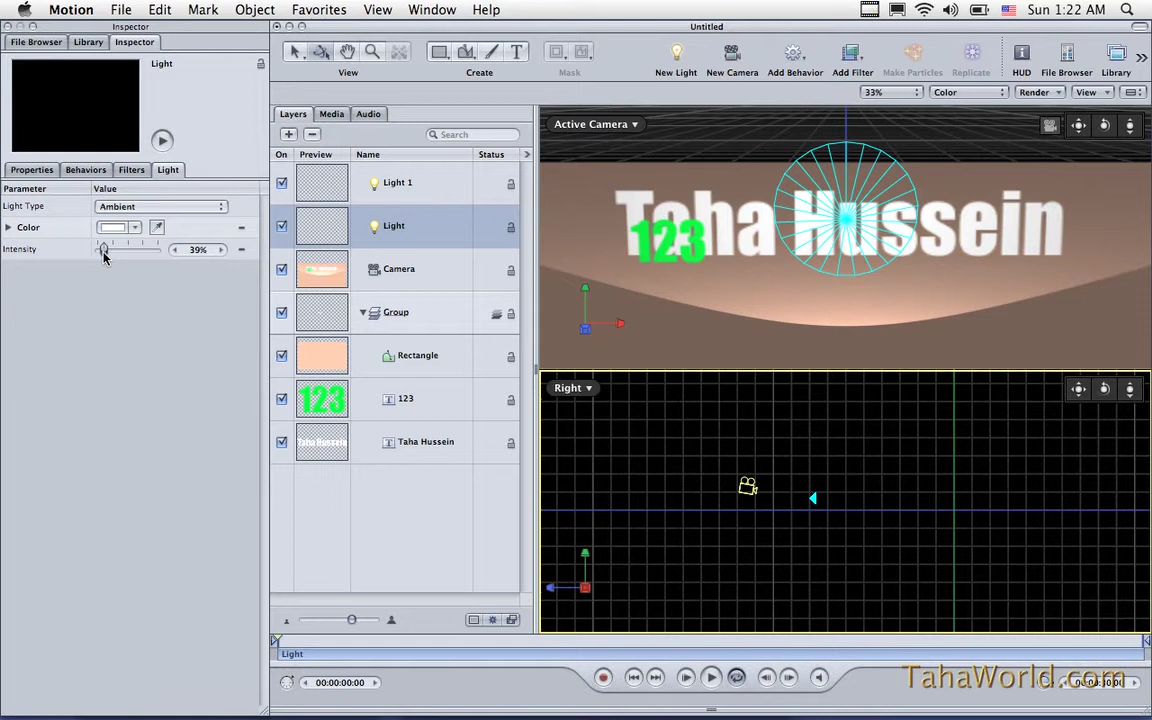 Motion File Edit Mark Object Favorites View Window Help Sun 1:22 AM
Inspector
Untitled
File Browser Library Inspector
Light
View Create Mask New Light New Camera Add Behavior Add Filter Make Particles Replicate HUD File Browser Library
33% Color Render View
Properties Behaviors Filters Light
Parameter Value
Light Type Ambient
Color
Intensity 39%
Layers Media Audio
Search
On Preview Name Status
Light 1
Light
Camera
Group
Rectangle
123
123
Taha Hussein
Taha Hussein
Active Camera
Taha Hussein
123
Right
Light
00:00:00:00
TahaWorld.com